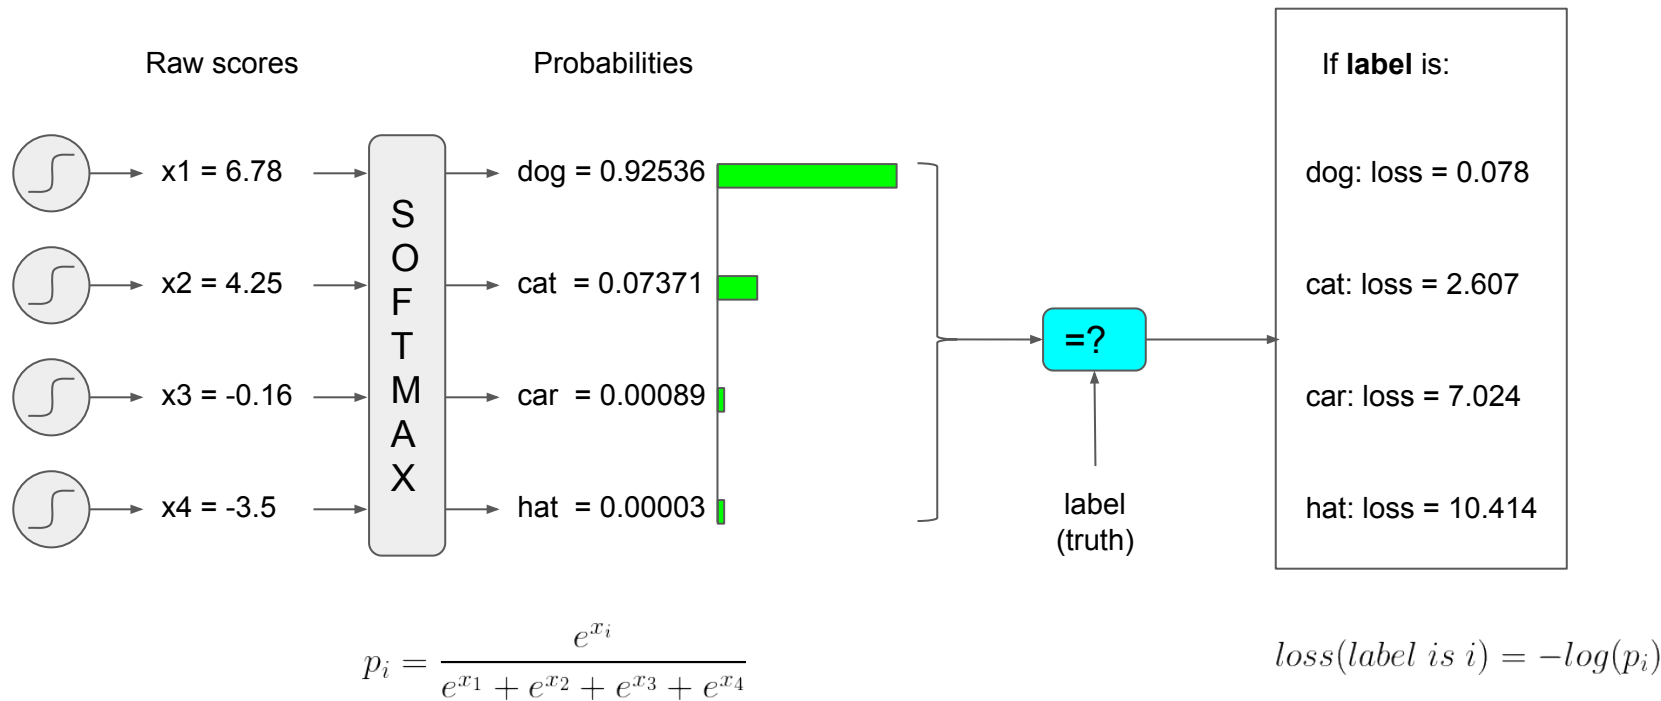 Raw scores
Probabilities
If label is:
x1 = 6.78
dog = 0.92536
dog: loss = 0.078
x2 = 4.25
cat = 0.07371
cat: loss = 2.607
x3 = -0.16
car = 0.00089
car: loss = 7.024
x4 = -3.5
hat = 0.00003
hat: loss = 10.414
S
O
F
T
M
A
X
=?
label
(truth)
p_i = \frac{e^{x_i}}{e^{x_1} + e^{x_2} + e^{x_3} + e^{x_4}}
loss(label is i) = −log(p_i)